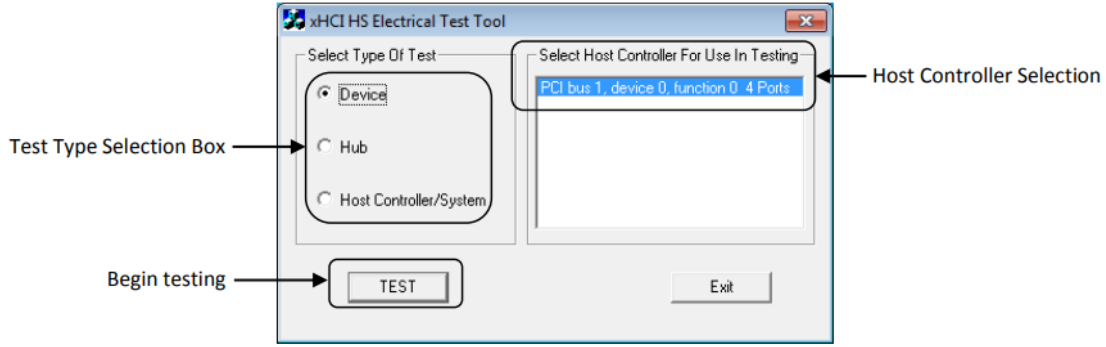 xHCI HS Electrical Test Tool
Select Type Of Test
Select Host Controller For Use In Testing
Host Controller Selection
PCI bus 1, device 0, function 0 4 Ports
Device
Test Type Selection Box
Hub
Host Controller/System
Begin testing
TEST
Exit